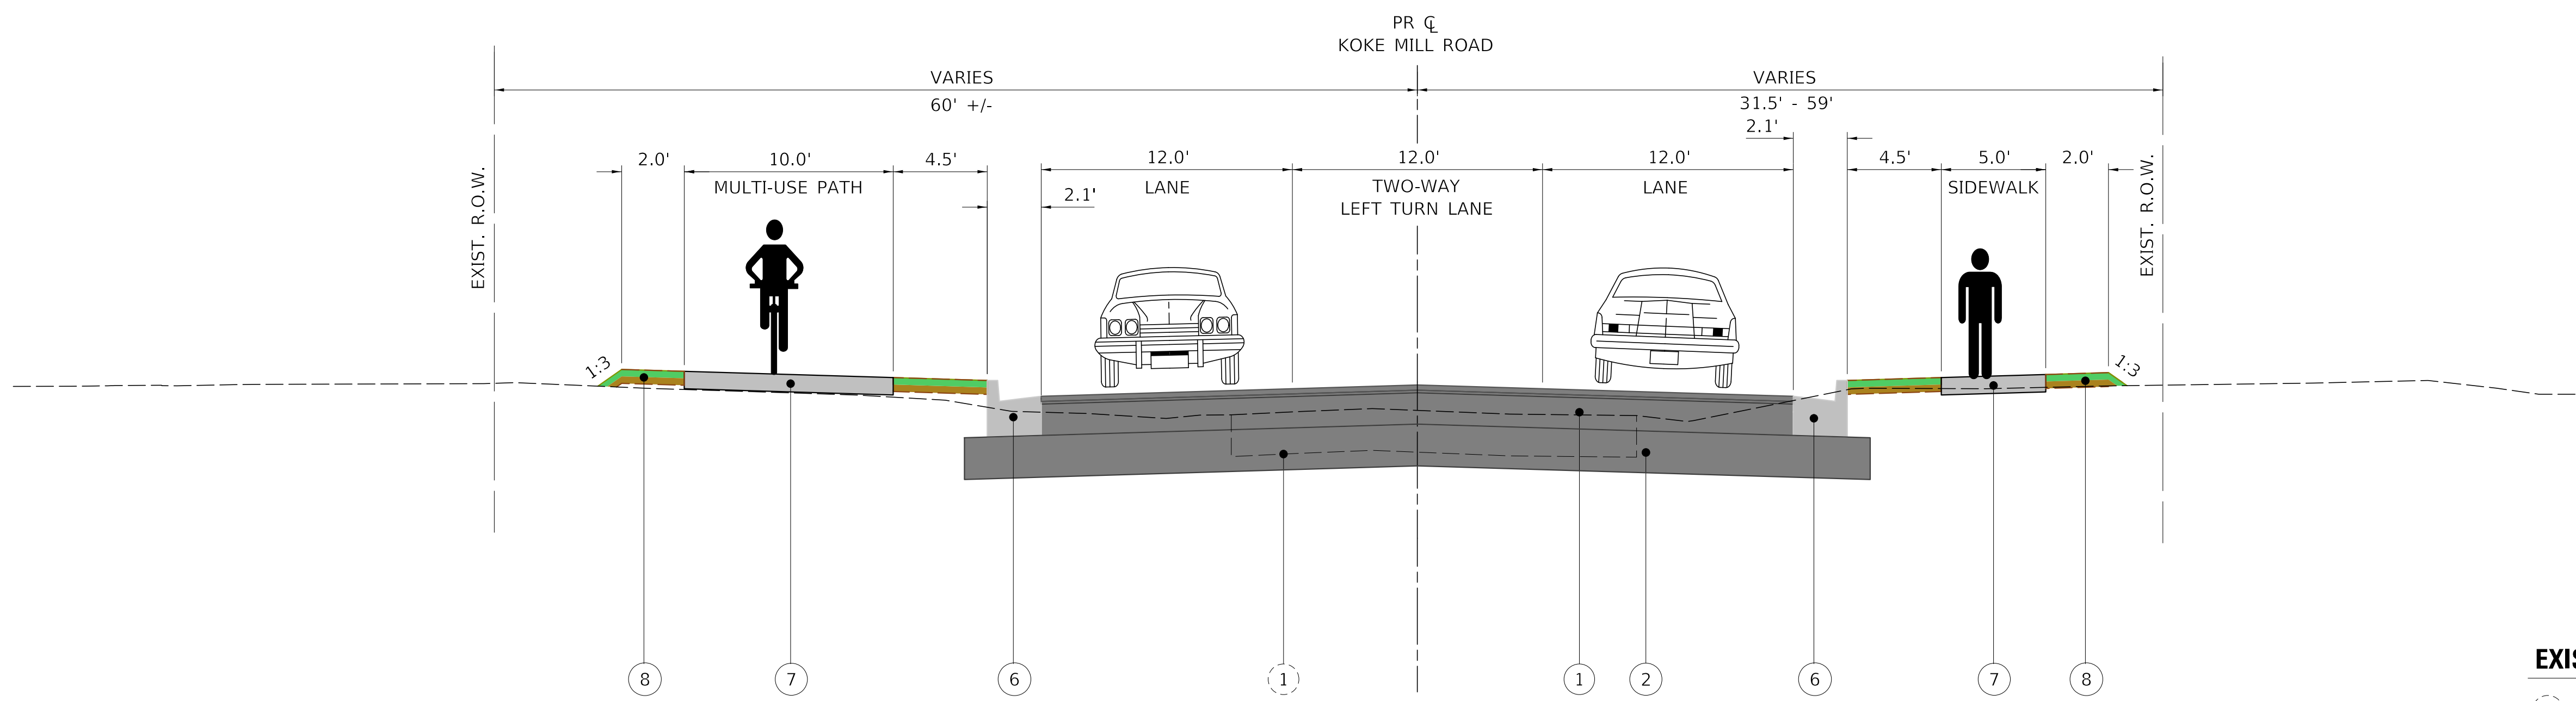 PR ℄
KOKE MILL ROAD
VARIES
60' +/-
VARIES
31.5' - 59'
2.1'
2.0'
10.0'
4.5'
12.0'
12.0'
12.0'
4.5'
5.0'
2.0'
MULTI-USE PATH
2.1'
LANE
TWO-WAY
LEFT TURN LANE
LANE
SIDEWALK
EXIST. R.O.W.
EXIST. R.O.W.
1:3
1:3
8
7
6
1
1
2
6
7
8